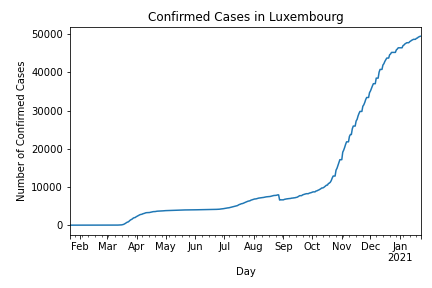 Confirmed Cases in Luxembourg
Number of Confirmed Cases
50000
40000
30000
20000
10000
0
Feb Mar Apr May Jun Jul Aug Sep Oct Nov Dec Jan
2021
Day